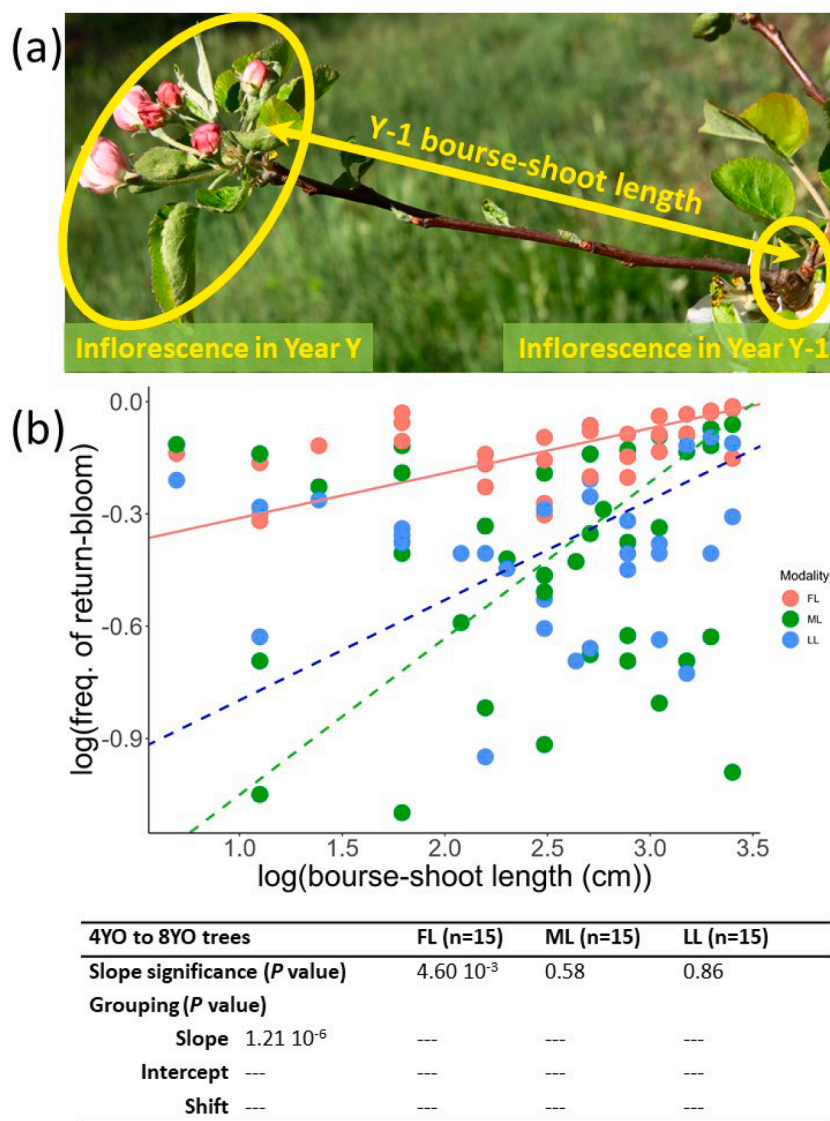 (a)
Y-1 bourse-shoot length
Inflorescence in Year Y
Inflorescence in Year Y-1
(b)
log(freq. of return-bloom)
0.0
-0.3
-0.6
-0.9
1.0 1.5 2.0 2.5 3.0 3.5
log(bourse-shoot length (cm))
Modality
FL
ML
LL
4YO to 8YO trees FL (n=15) ML (n=15) LL (n=15)
Slope significance (P value) 4.60 10⁻³ 0.58 0.86
Grouping (P value)
Slope 1.21 10⁻⁶ --- --- ---
Intercept --- --- --- ---
Shift --- --- --- ---